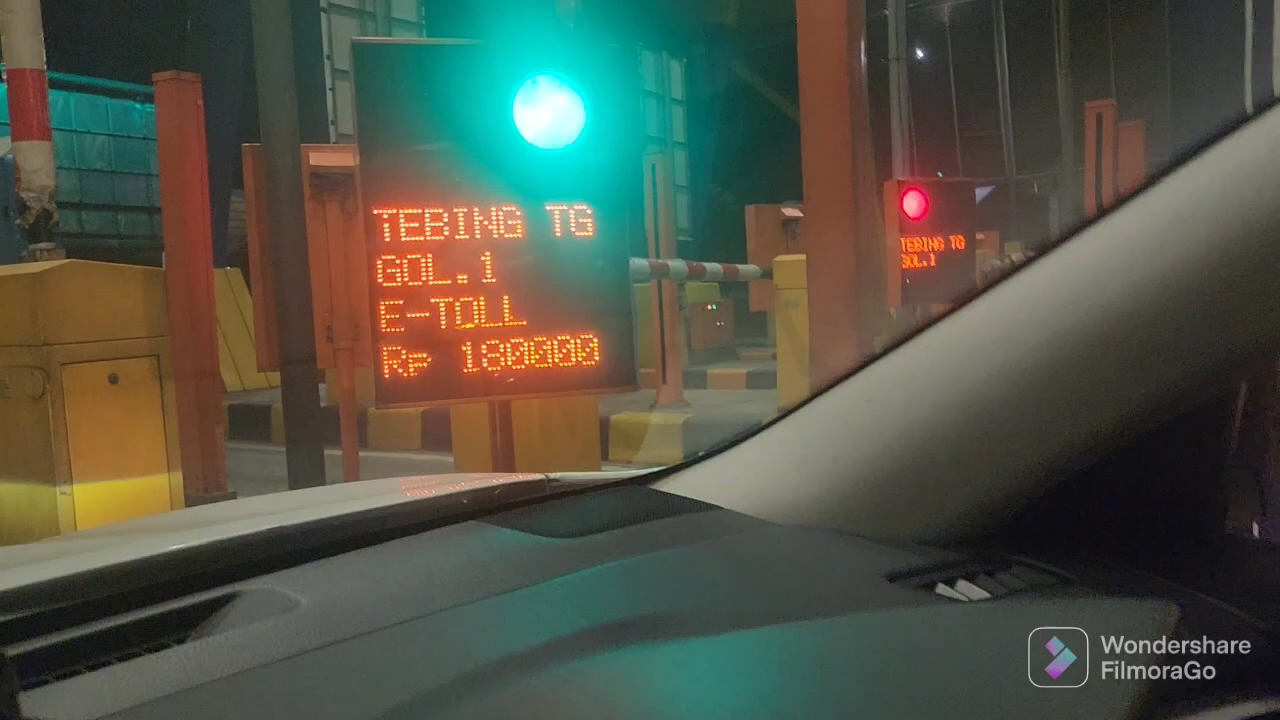 TEBING TG
GOL.1
E-TOLL
Rp 180000
TEBING TG
GOL.1
Wondershare
FilmoraGo